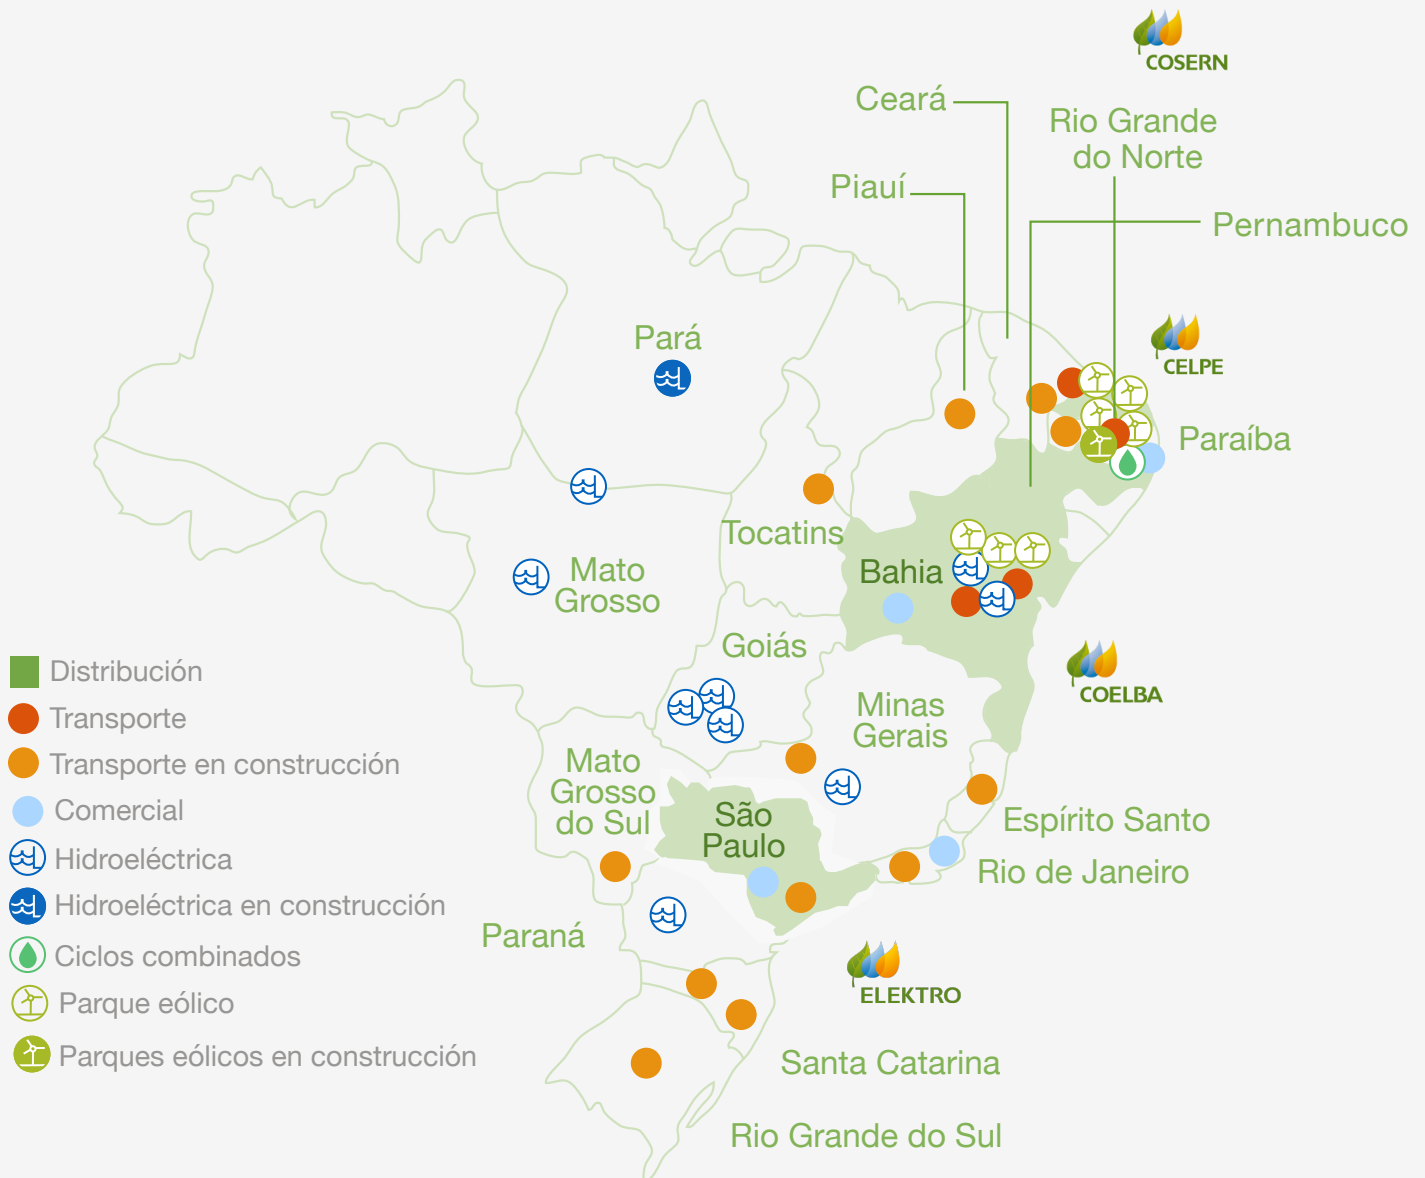 COSERN
Ceará
Rio Grande
do Norte
Piauí
Pernambuco
Pará
CELPE
Paraíba
Tocatins
Mato
Grosso
Bahia
Goiás
COELBA
Minas
Gerais
Mato
Grosso
do Sul
São
Paulo
Espírito Santo
Rio de Janeiro
Paraná
ELEKTRO
Santa Catarina
Rio Grande do Sul
Distribución
Transporte
Transporte en construcción
Comercial
Hidroeléctrica
Hidroeléctrica en construcción
Ciclos combinados
Parque eólico
Parques eólicos en construcción